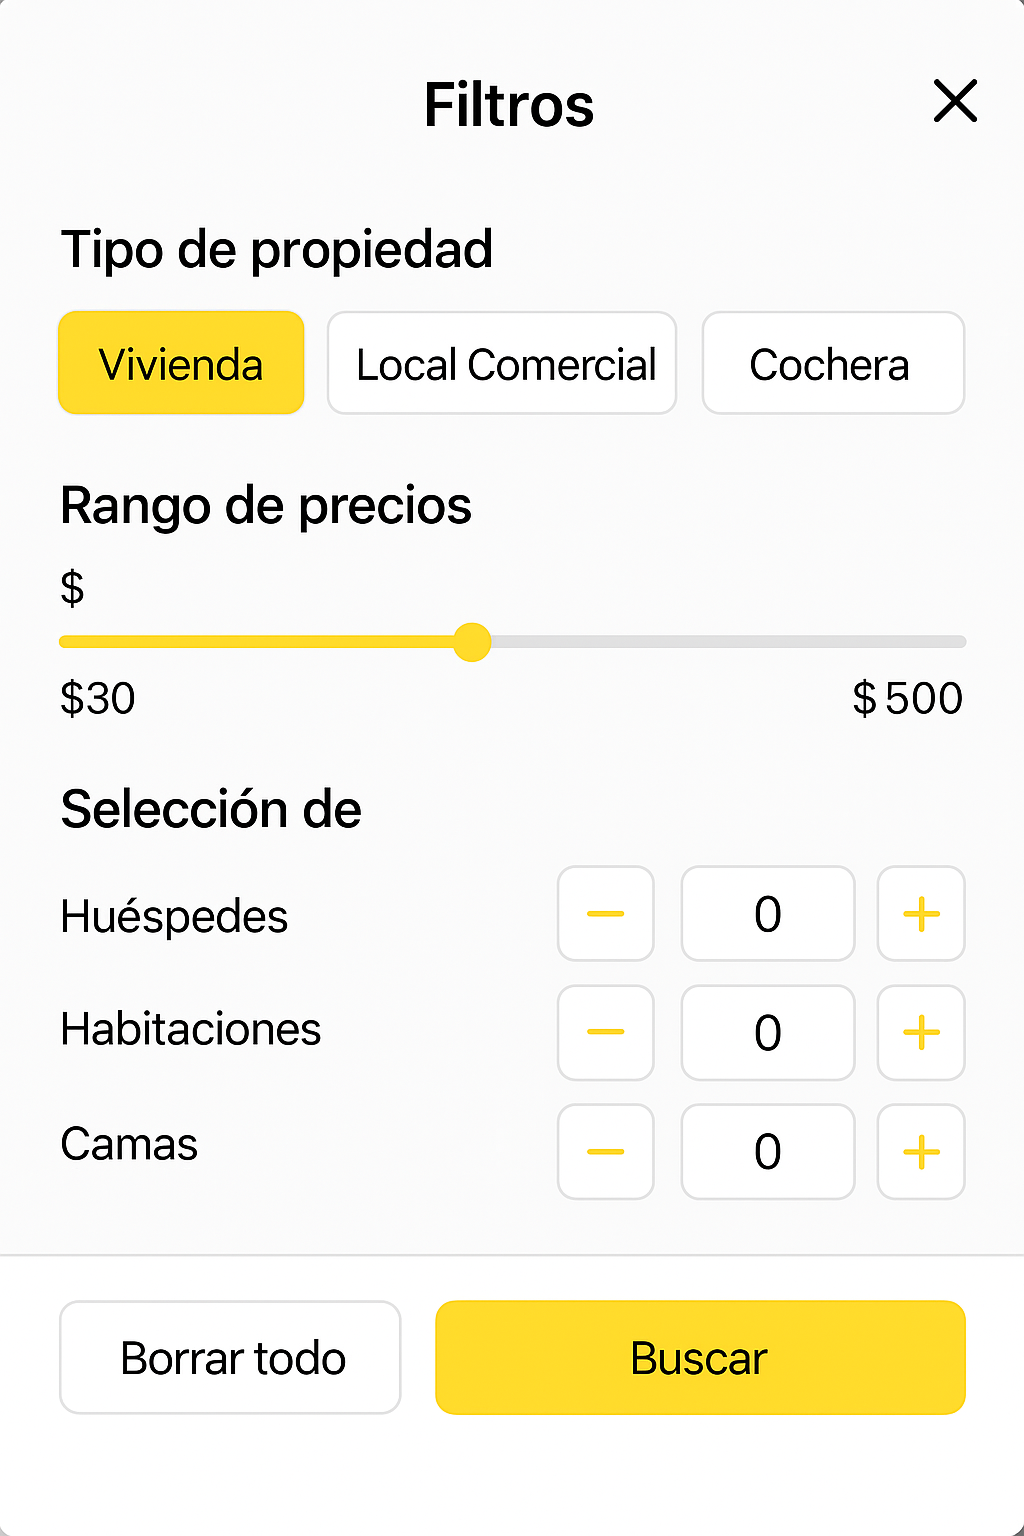 Filtros
Tipo de propiedad
Vivienda Local Comercial Cochera
Rango de precios
$
$30 $500
Selección de
Huéspedes 0
Habitaciones 0
Camas 0
Borrar todo Buscar